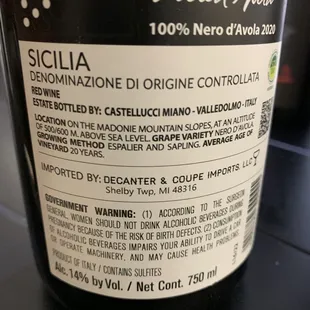 100% Nero d'Avola 2020
SICILIA
DENOMINAZIONE DI ORIGINE CONTROLLATA
RED WINE
ESTATE BOTTLED BY: CASTELLUCCI MIANO - VALLEDOLMO - ITALY
LOCATION ON THE MADONIE MOUNTAIN SLOPES, AT AN ALTITUDE
OF 500/600 M. ABOVE SEA LEVEL. GRAPE VARIETY NERO D'AVOLA.
GROWING METHOD ESPALIER AND SAPLING. AVERAGE AGE OF
VINEYARD 20 YEARS.
IMPORTED BY: DECANTER & COUPE IMPORTS, LLC
Shelby Twp, MI 48316
GOVERNMENT WARNING: (1) ACCORDING TO THE SURGEON
GENERAL, WOMEN SHOULD NOT DRINK ALCOHOLIC BEVERAGES DURING
PREGNANCY BECAUSE OF THE RISK OF BIRTH DEFECTS. (2) CONSUMPTION
OF ALCOHOLIC BEVERAGES IMPAIRS YOUR ABILITY TO DRIVE A CAR
OR OPERATE MACHINERY, AND MAY CAUSE HEALTH PROBLEMS.
PRODUCT OF ITALY / CONTAINS SULFITES
Alc. 14% by Vol. / Net Cont. 750 ml